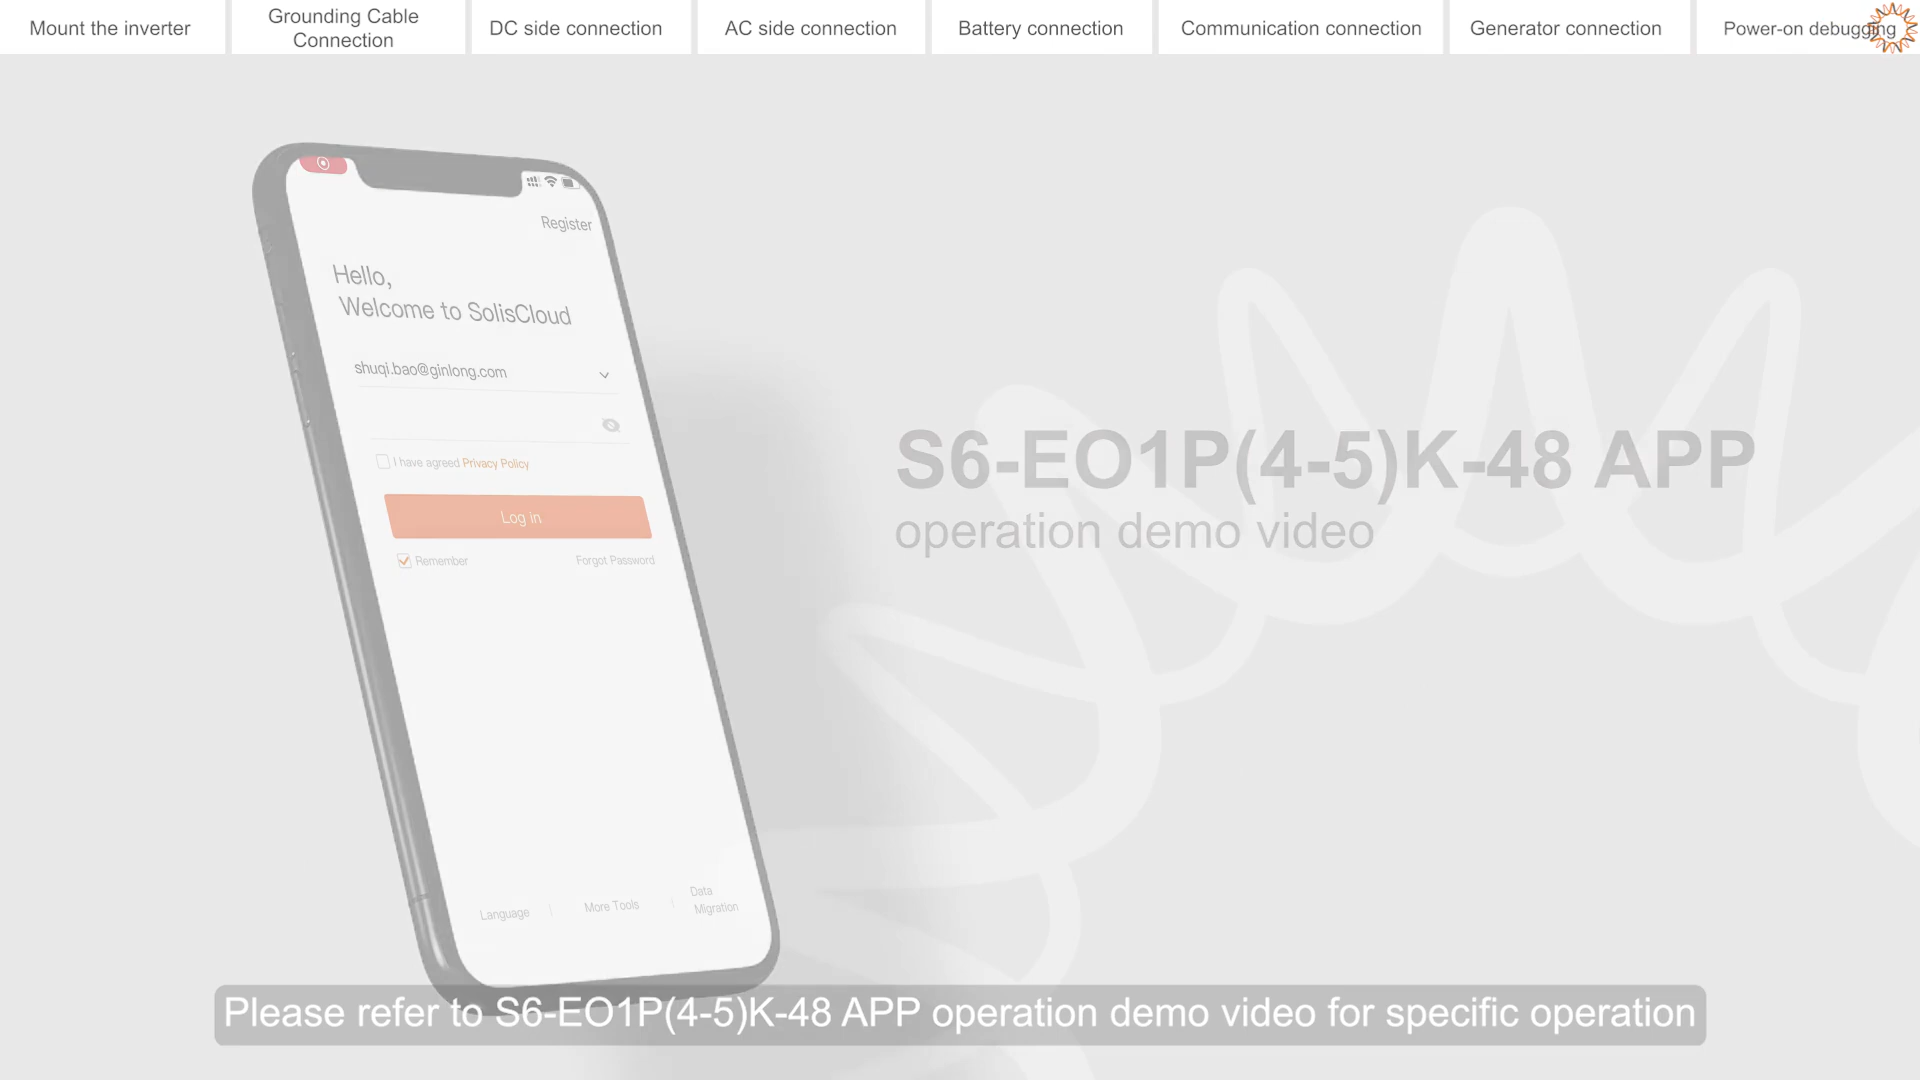 Mount the inverter
Grounding Cable
Connection
DC side connection
AC side connection
Battery connection
Communication connection
Generator connection
Power-on debugging
Register
Hello,
Welcome to SolisCloud
shuqi.bao@ginlong.com
I have agreed Privacy Policy
Log in
Remember
Forgot Password
Language
More Tools
Data
Migration
S6-EO1P(4-5)K-48 APP
operation demo video
Please refer to S6-EO1P(4-5)K-48 APP operation demo video for specific operation